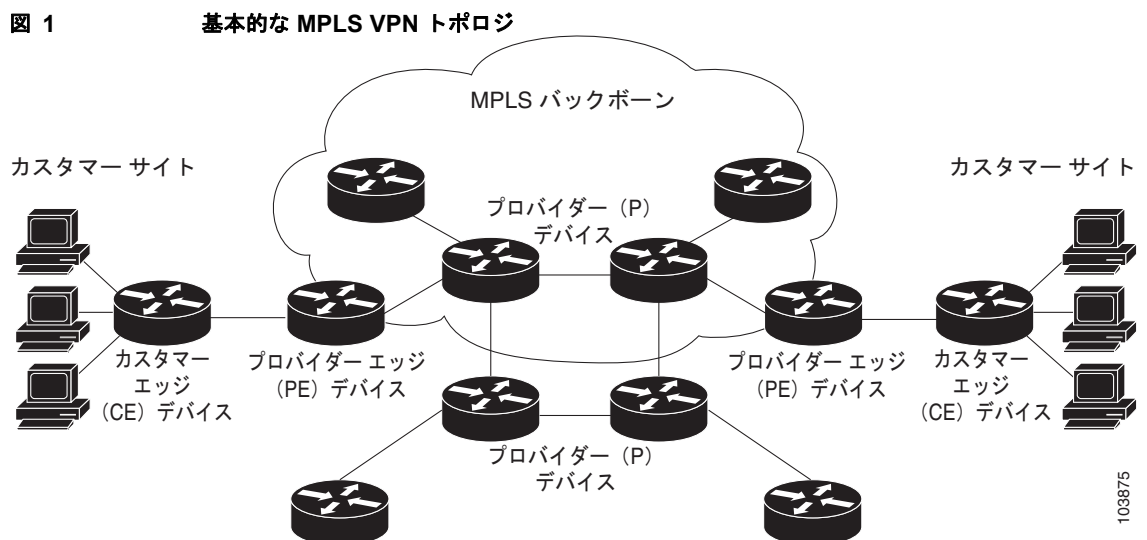 図 1 基本的な MPLS VPN トポロジ
MPLS バックボーン
カスタマー サイト
カスタマー サイト
プロバイダー（P）
デバイス
カスタマー
エッジ
（CE）デバイス
プロバイダー エッジ
（PE）デバイス
プロバイダー エッジ
（PE）デバイス
カスタマー
エッジ
（CE）デバイス
プロバイダー（P）
デバイス
103875